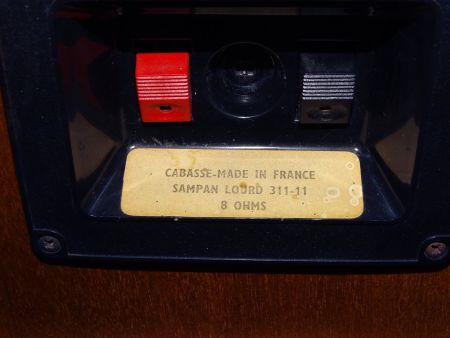 CABASSE-MADE IN FRANCE
SAMPAN LOURD 311-11
8 OHMS